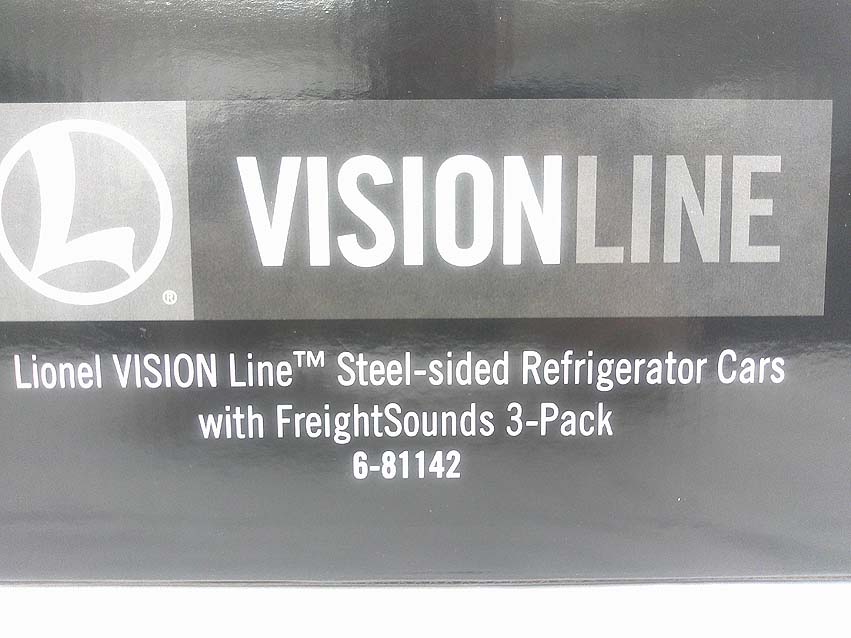 L
®
VISIONLINE
Lionel VISION Line™ Steel-sided Refrigerator Cars
with FreightSounds 3-Pack
6-81142